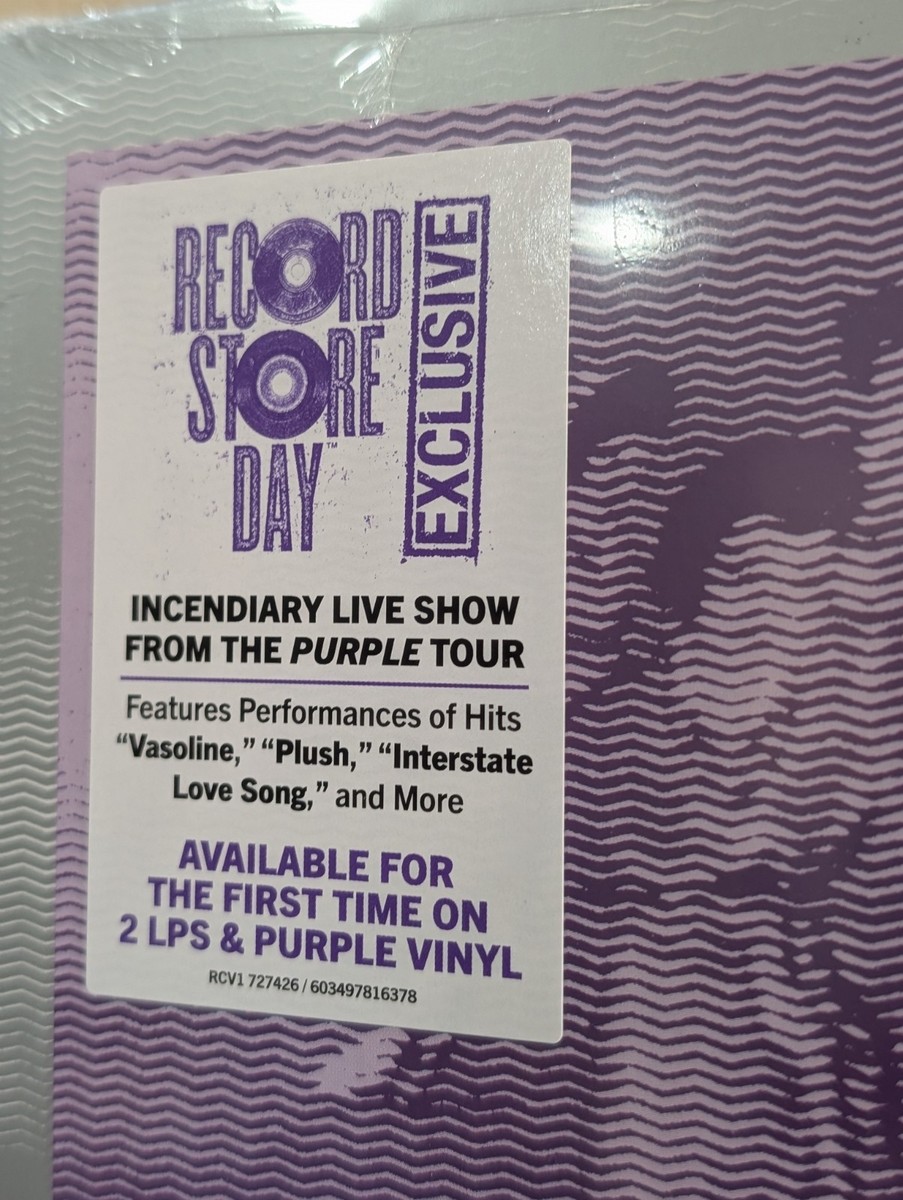 RECORD
STORE
DAY™
EXCLUSIVE
INCENDIARY LIVE SHOW
FROM THE PURPLE TOUR
Features Performances of Hits
“Vasoline,” “Plush,” “Interstate
Love Song,” and More
AVAILABLE FOR
THE FIRST TIME ON
2 LPS & PURPLE VINYL
RCV1 727426 / 603497816378